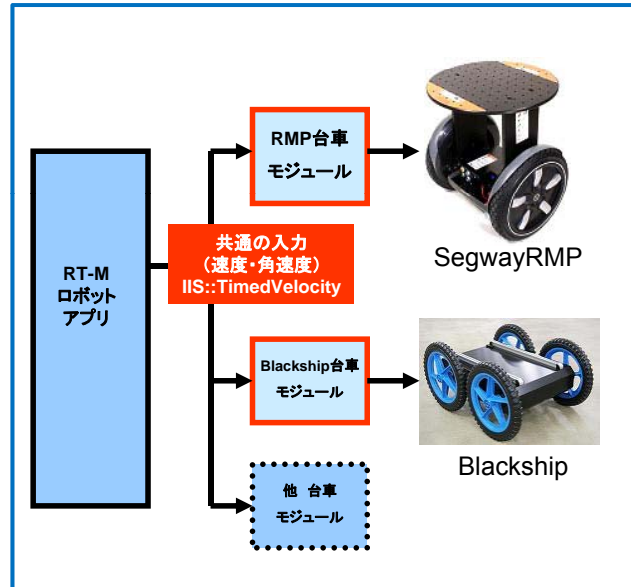 RT-M
ロボット
アプリ
共通の入力
（速度・角速度）
IIS::TimedVelocity
RMP台車
モジュール
SegwayRMP
Blackship台車
モジュール
Blackship
他 台車
モジュール